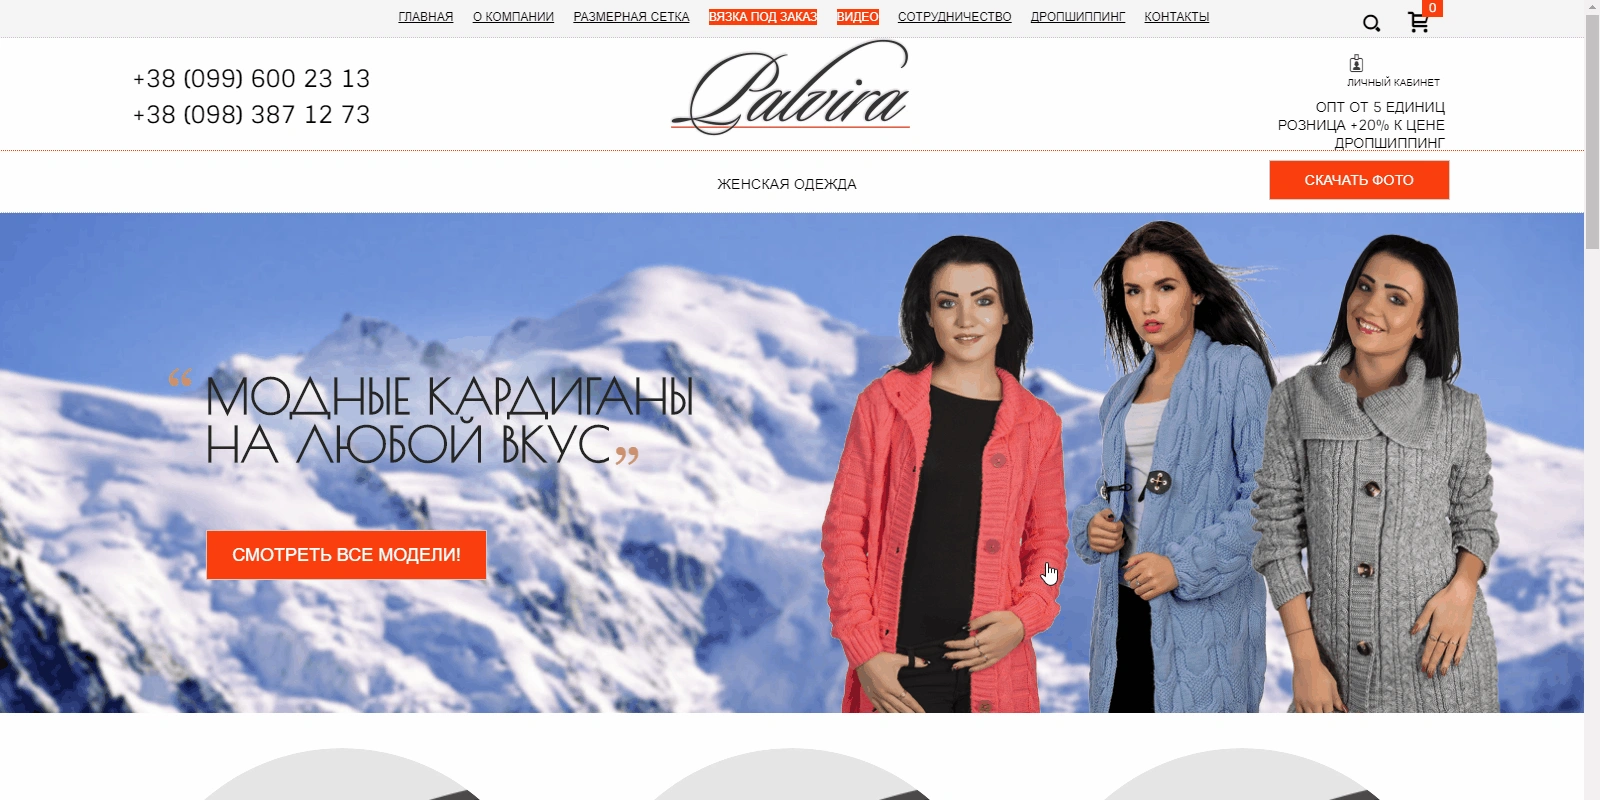 ГЛАВНАЯ О КОМПАНИИ РАЗМЕРНАЯ СЕТКА ВЯЗКА ПОД ЗАКАЗ ВИДЕО СОТРУДНИЧЕСТВО ДРОПШИППИНГ КОНТАКТЫ
0
+38 (099) 600 23 13
+38 (098) 387 12 73
Palvira
ЛИЧНЫЙ КАБИНЕТ
ОПТ ОТ 5 ЕДИНИЦ
РОЗНИЦА +20% К ЦЕНЕ
ДРОПШИППИНГ
ЖЕНСКАЯ ОДЕЖДА
СКАЧАТЬ ФОТО
“МОДНЫЕ КАРДИГАНЫ
НА ЛЮБОЙ ВКУС”
СМОТРЕТЬ ВСЕ МОДЕЛИ!